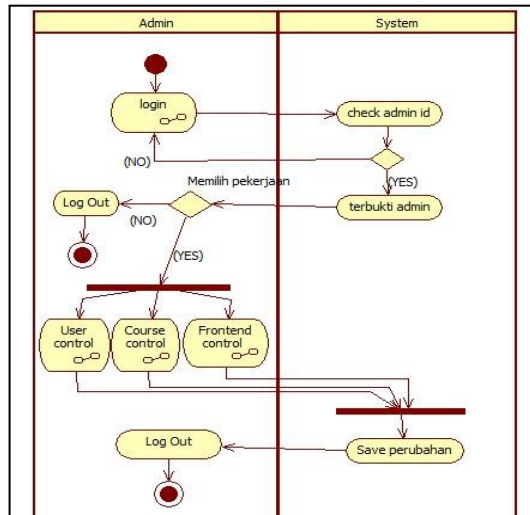 Admin
System
login
check admin id
(NO)
(YES)
Memilih pekerjaan
Log Out
(NO)
terbukti admin
(YES)
User
control
Course
control
Frontend
control
Log Out
Save perubahan